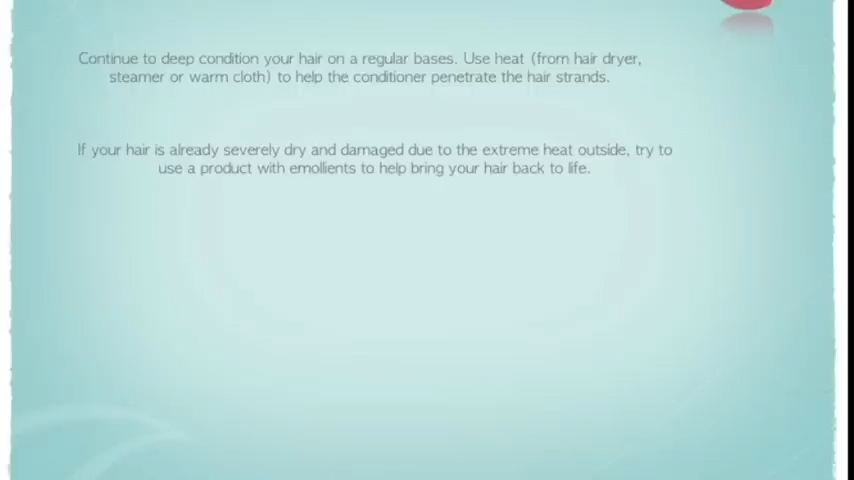 Continue to deep condition your hair on a regular bases. Use heat (from hair dryer,
steamer or warm cloth) to help the conditioner penetrate the hair strands.
If your hair is already severely dry and damaged due to the extreme heat outside, try to
use a product with emollients to help bring your hair back to life.